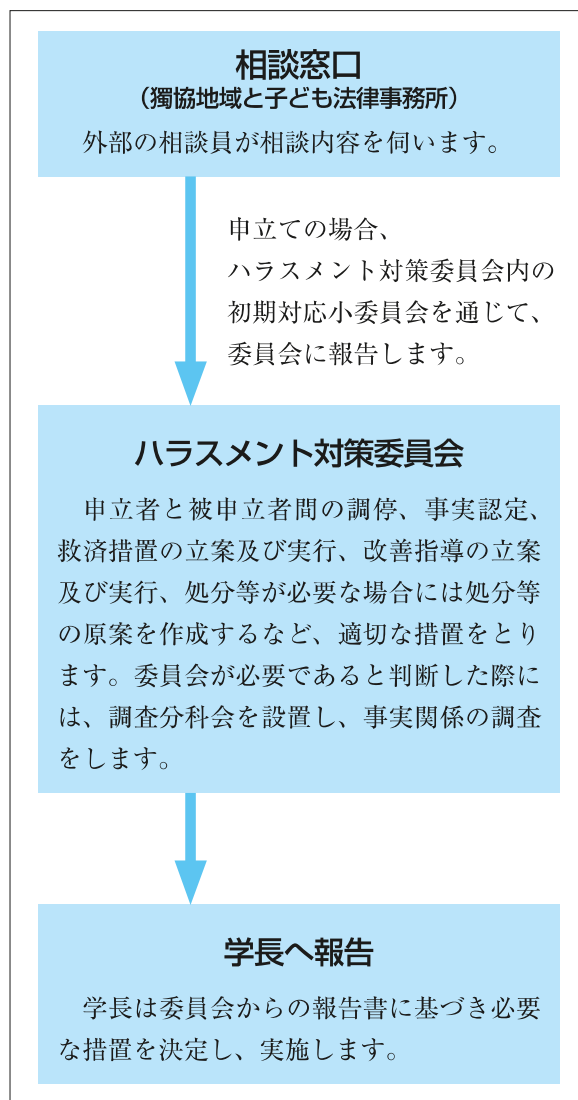 相談窓口
（獨協地域と子ども法律事務所）
外部の相談員が相談内容を伺います。
申立ての場合、
ハラスメント対策委員会内の
初期対応小委員会を通じて、
委員会に報告します。
ハラスメント対策委員会
申立者と被申立者間の調停、事実認定、
救済措置の立案及び実行、改善指導の立案
及び実行、処分等が必要な場合には処分等
の原案を作成するなど、適切な措置をとり
ます。委員会が必要であると判断した際に
は、調査分科会を設置し、事実関係の調査
をします。
学長へ報告
学長は委員会からの報告書に基づき必要
な措置を決定し、実施します。